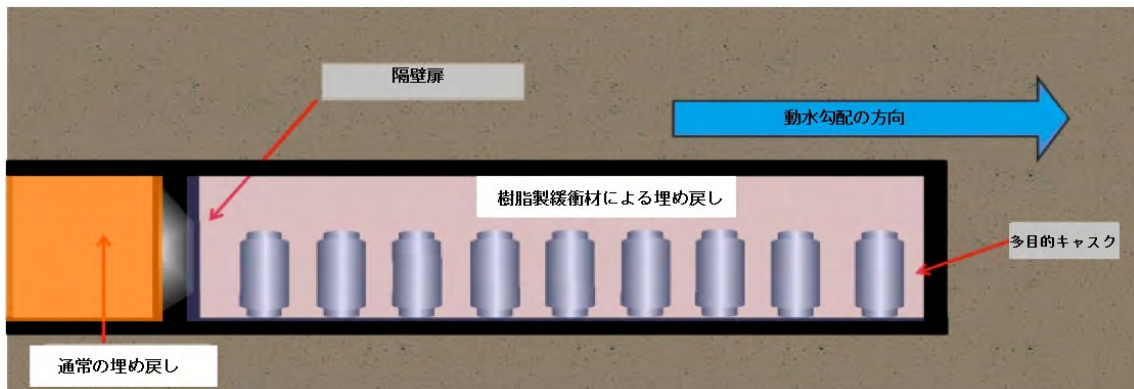 隔壁扉
動水勾配の方向
樹脂製緩衝材による埋め戻し
多目的キャスク
通常の埋め戻し